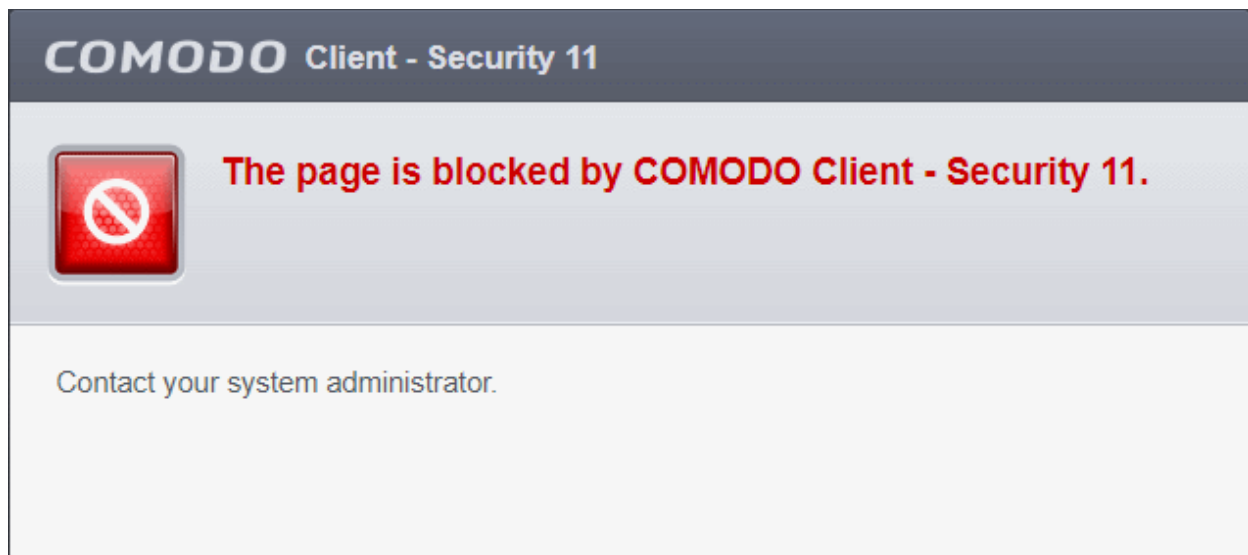 COMODO Client - Security 11
The page is blocked by COMODO Client - Security 11.
Contact your system administrator.